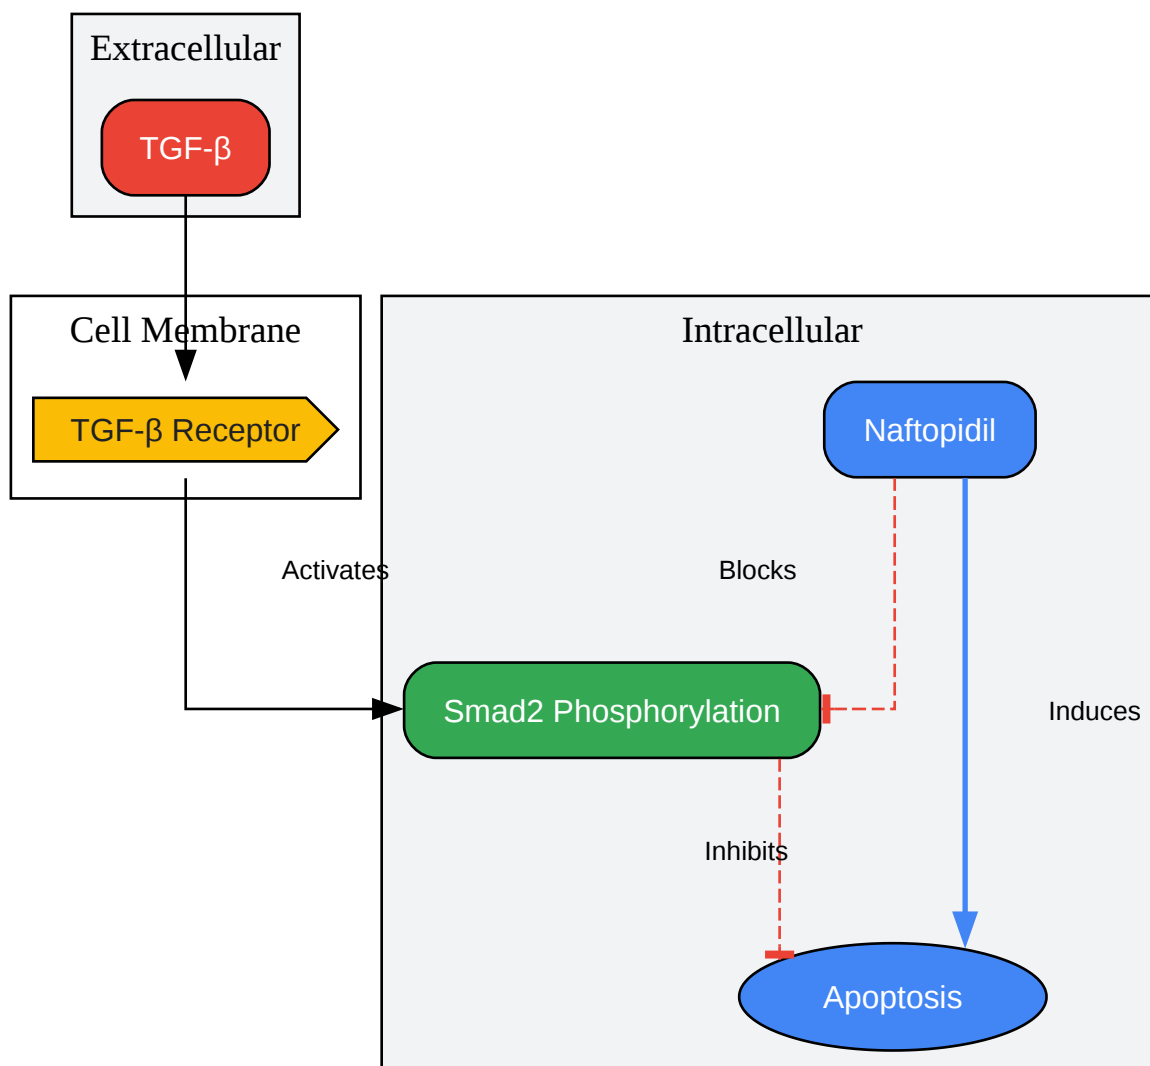 Extracellular
TGF-β
Cell Membrane
Intracellular
TGF-β Receptor
Naftopidil
Activates
Blocks
Smad2 Phosphorylation
Induces
Inhibits
Apoptosis